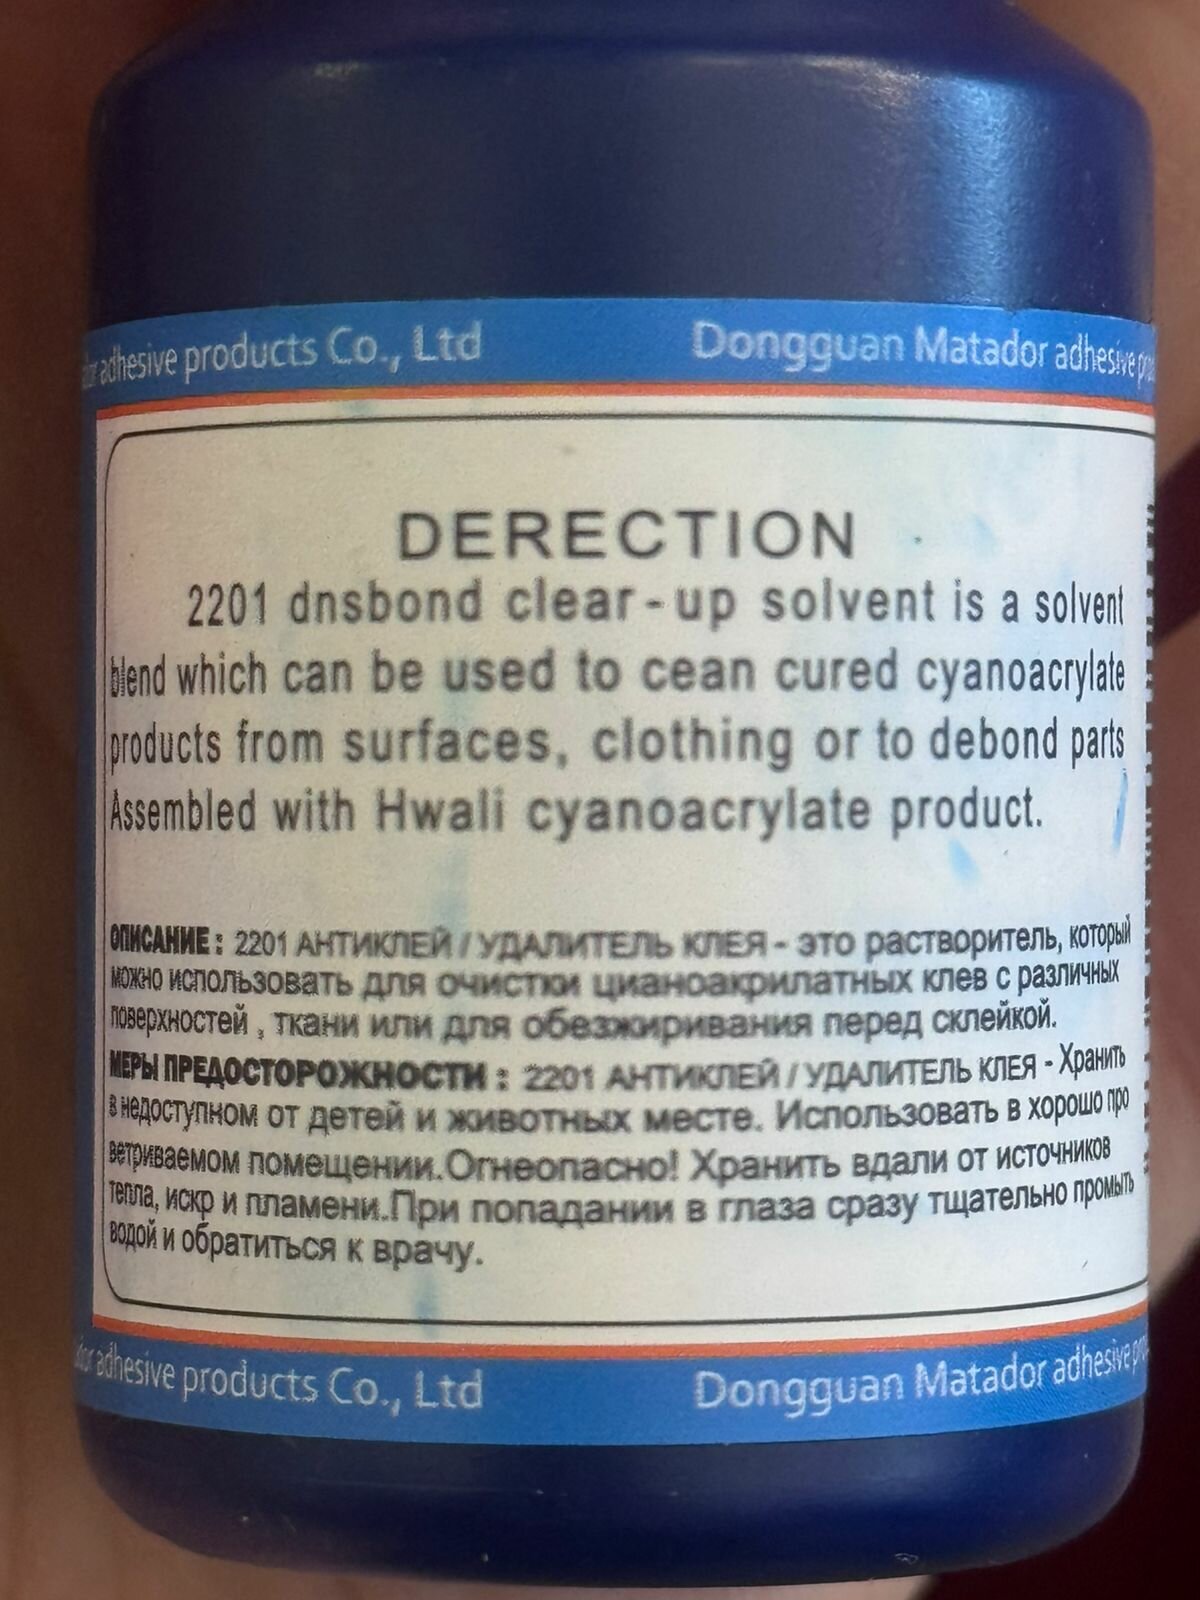 adhesive products Co., Ltd Dongguan Matador adhesive
DERECTION
2201 dnsbond clear-up solvent is a solvent
blend which can be used to cean cured cyanoacrylate
products from surfaces, clothing or to debond parts
Assembled with Hwali cyanoacrylate product.
ОПИСАНИЕ: 2201 АНТИКЛЕЙ / УДАЛИТЕЛЬ КЛЕЯ - это растворитель, который
можно использовать для очистки цианоакрилатных клев с различных
поверхностей , ткани или для обезжиривания перед склейкой.
МЕРЫ ПРЕДОСТОРОЖНОСТИ : 2201 АНТИКЛЕЙ / УДАЛИТЕЛЬ КЛЕЯ - Хранить
в недоступном от детей и животных месте. Использовать в хорошо про
ветриваемом помещении.Огнеопасно! Хранить вдали от источников
тепла, искр и пламени.При попадании в глаза сразу тщательно промыть
водой и обратиться к врачу.
adhesive products Co., Ltd Dongguan Matador adhesive